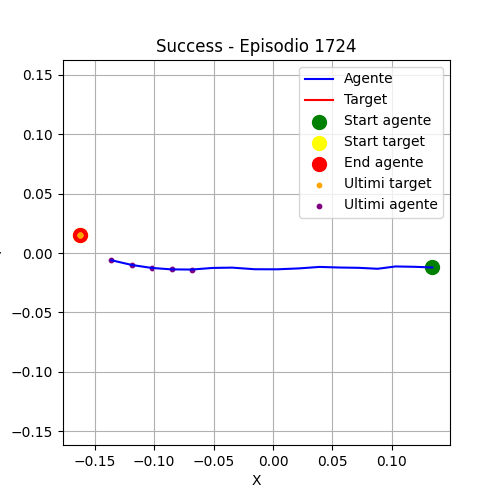 Success - Episodio 1724
Agente
Target
Start agente
Start target
End agente
Ultimi target
Ultimi agente
0.15
0.10
0.05
0.00
−0.05
−0.10
−0.15
−0.15
−0.10
−0.05
0.00
0.05
0.10
X